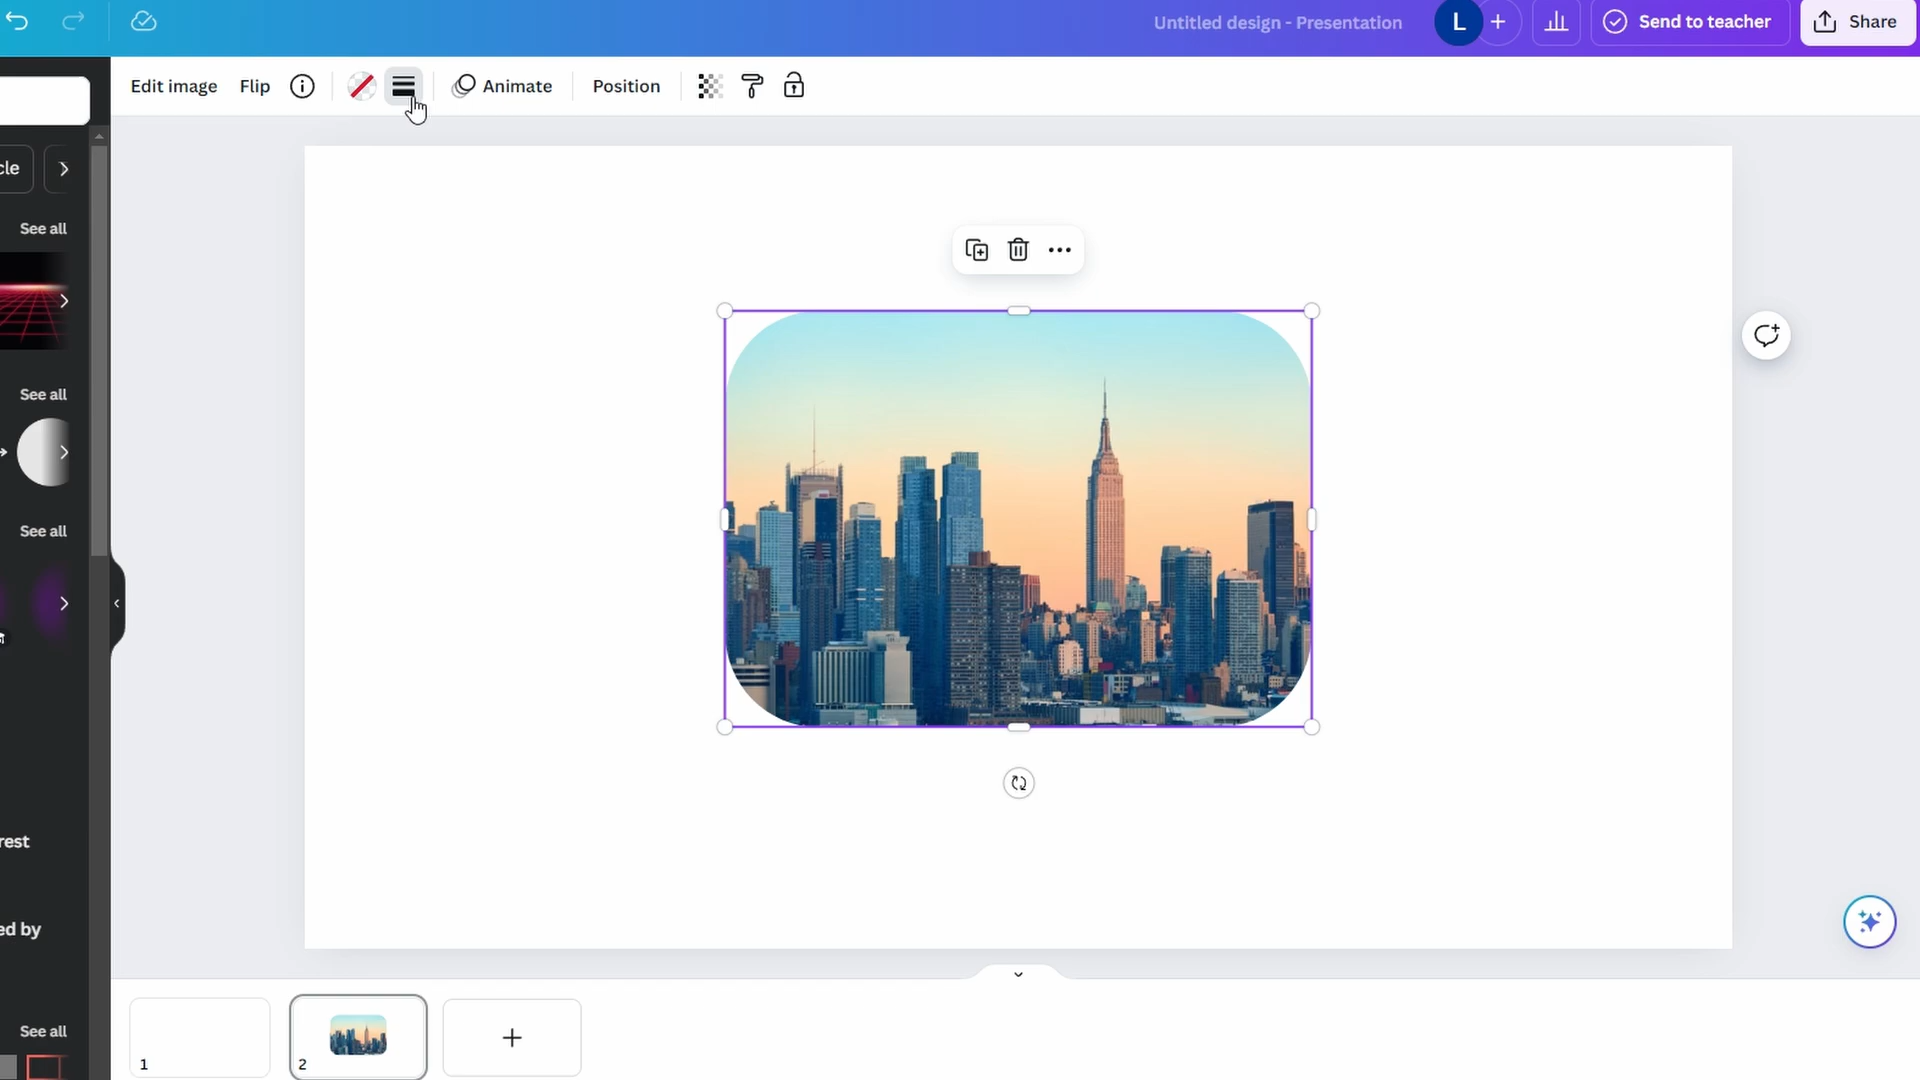 Untitled design - Presentation
L
Send to teacher
Share
Edit image
Flip
Animate
Position
cle
See all
See all
See all
rest
ed by
See all
1
2